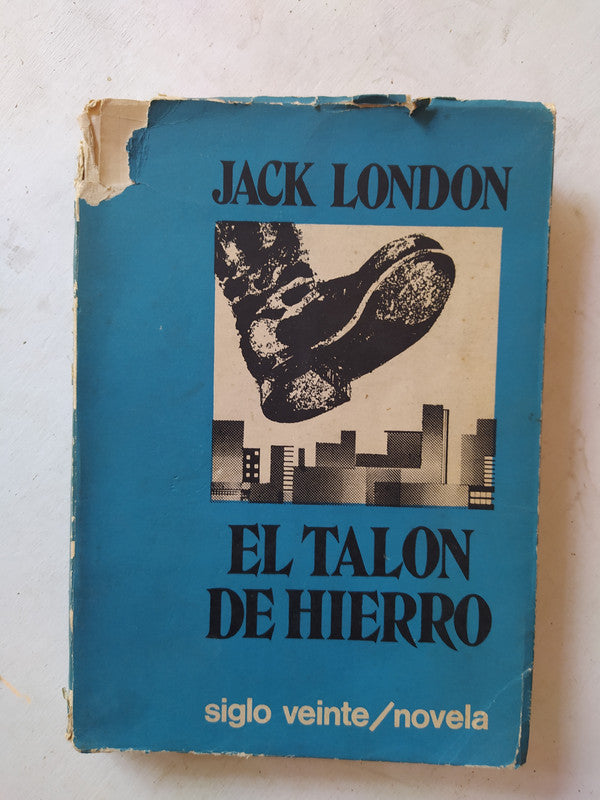 JACK LONDON
EL TALON
DE HIERRO
siglo veinte/novela